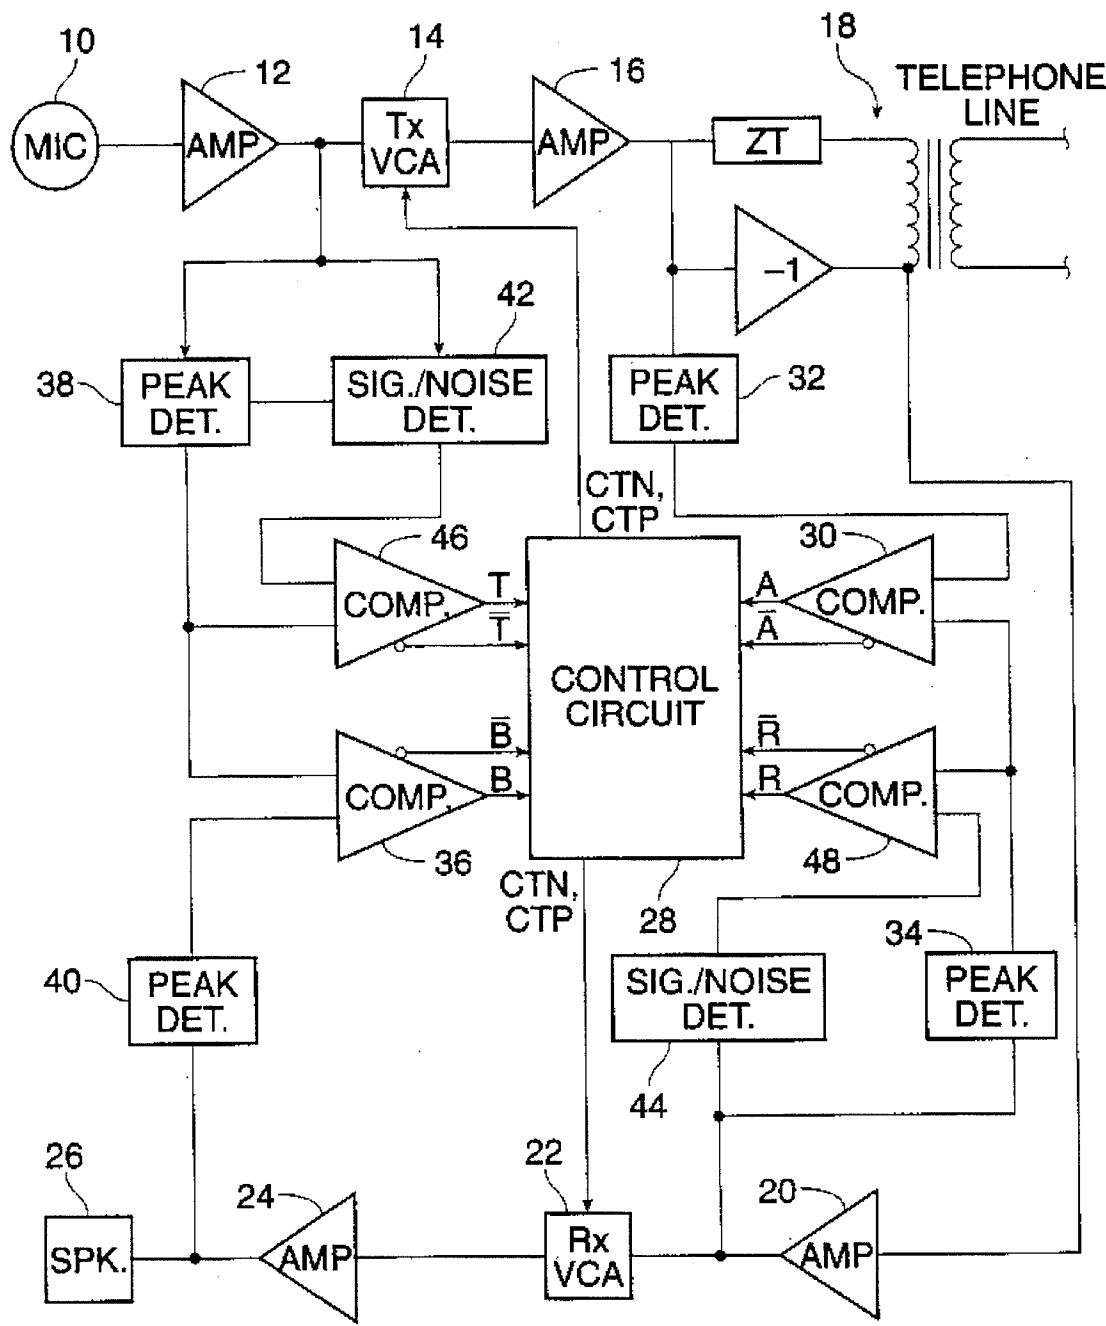 10
12
14
16
18
TELEPHONE
LINE
MIC
AMP
Tx
VCA
AMP
ZT
–1
42
38
PEAK
DET.
SIG./NOISE
DET.
PEAK
DET.
32
CTN,
CTP
46
30
COMP.
T
T̅
A
A̅
COMP.
CONTROL
CIRCUIT
COMP.
B̅
B
R̅
R
COMP.
36
48
CTN,
CTP
28
34
40
PEAK
DET.
SIG./NOISE
DET.
PEAK
DET.
44
26
24
22
20
SPK.
AMP
Rx
VCA
AMP